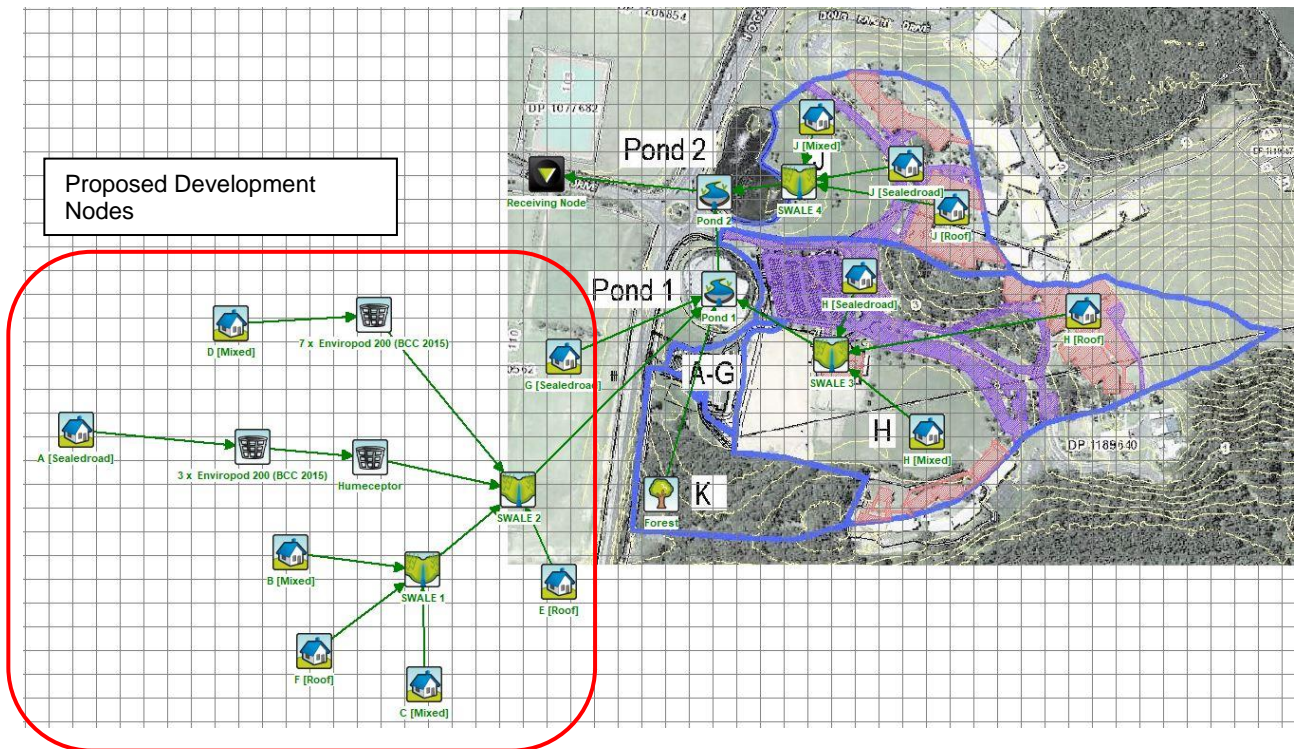 DP 1206854
DP 1077682
Pond 2
J [Mixed]
J [Sealedroad]
Receiving Node
Pond 2
SWALE 4
J [Roof]
Proposed Development
Nodes
Pond 1
H [Sealedroad]
D [Mixed]
7 x Enviropod 200 (BCC 2015)
Pond 1
H [Roof]
G [Sealedroad]
A-G
SWALE 3
A [Sealedroad]
H
DP 1189640
H [Mixed]
3 x Enviropod 200 (BCC 2015)
Humeceptor
K
SWALE 2
Forest
B [Mixed]
SWALE 1
E [Roof]
F [Roof]
C [Mixed]